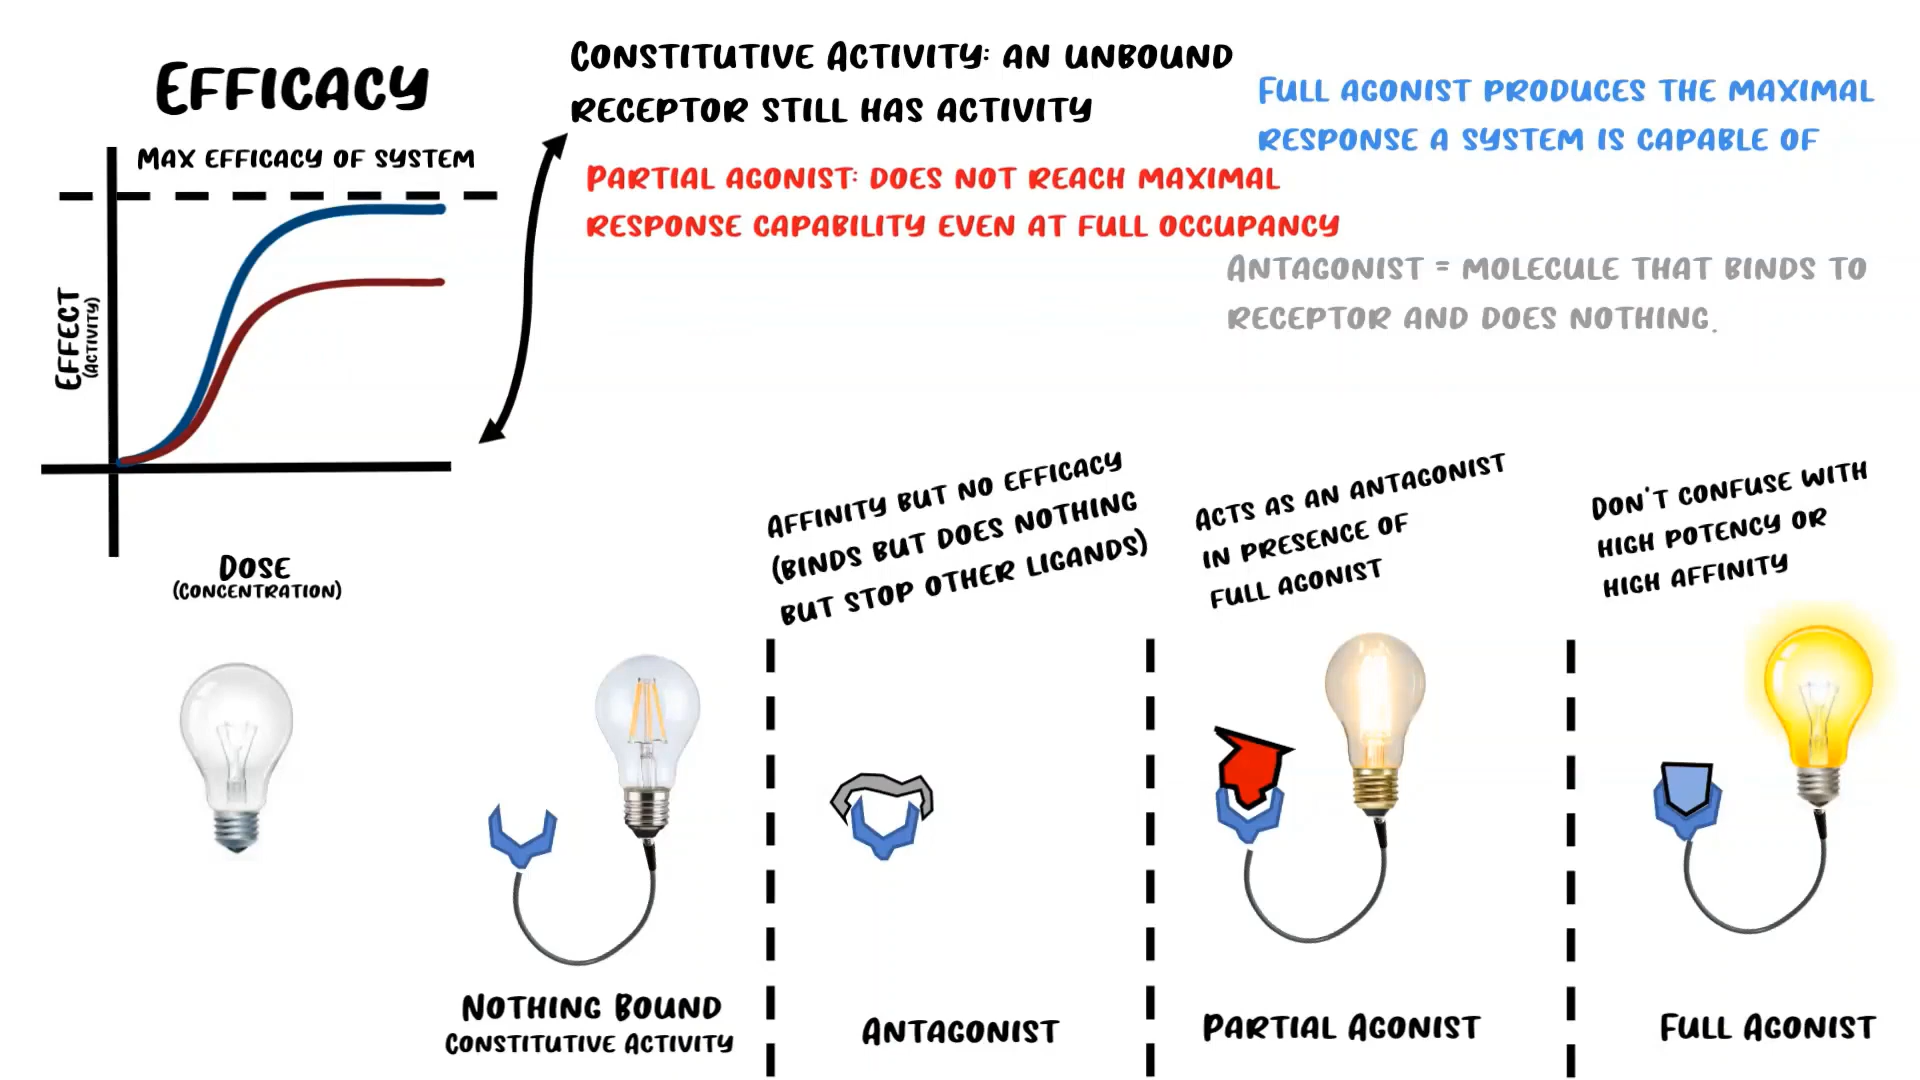 Efficacy
Max efficacy of system
Effect
(Activity)
Dose
(Concentration)
Constitutive Activity: an unbound
receptor still has activity
Partial agonist: does not reach maximal
response capability even at full occupancy
Full agonist produces the maximal
response a system is capable of
Antagonist = molecule that binds to
receptor and does nothing.
Affinity but no efficacy
(binds but does nothing
but stop other ligands)
Acts as an antagonist
in presence of
full agonist
Don't confuse with
high potency or
high affinity
Nothing Bound
Constitutive Activity
Antagonist
Partial Agonist
Full Agonist